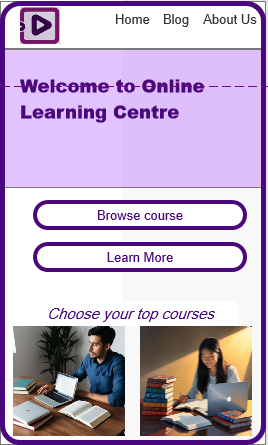 Home Blog About Us
Welcome to Online
Learning Centre
Browse course
Learn More
Choose your top courses